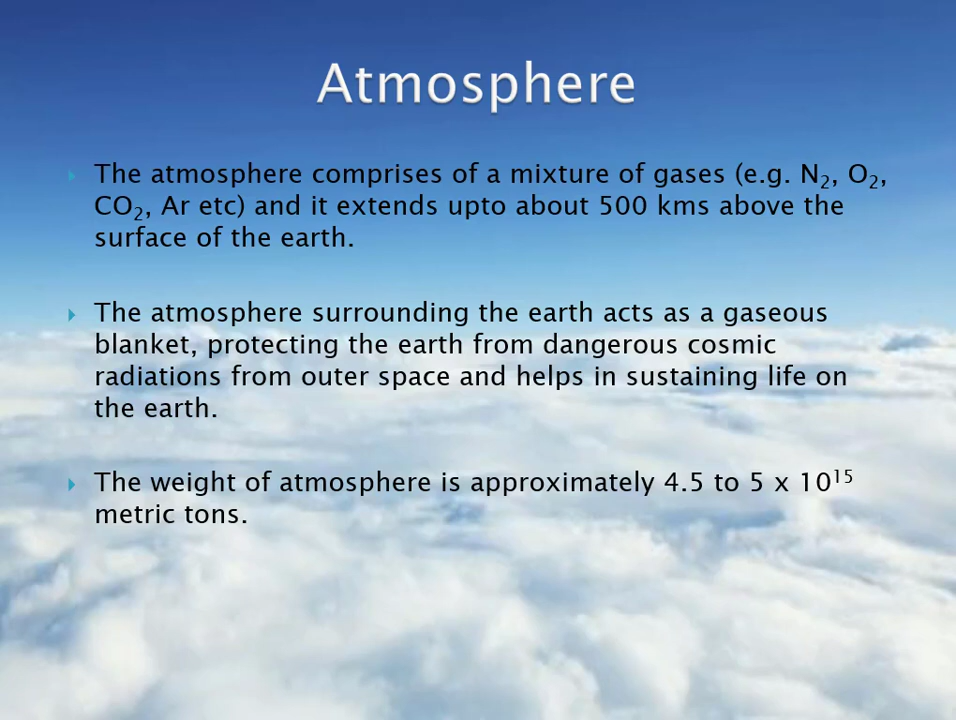 Atmosphere
The atmosphere comprises of a mixture of gases (e.g. N₂, O₂,
CO₂, Ar etc) and it extends upto about 500 kms above the
surface of the earth.
The atmosphere surrounding the earth acts as a gaseous
blanket, protecting the earth from dangerous cosmic
radiations from outer space and helps in sustaining life on
the earth.
The weight of atmosphere is approximately 4.5 to 5 x 10¹⁵
metric tons.